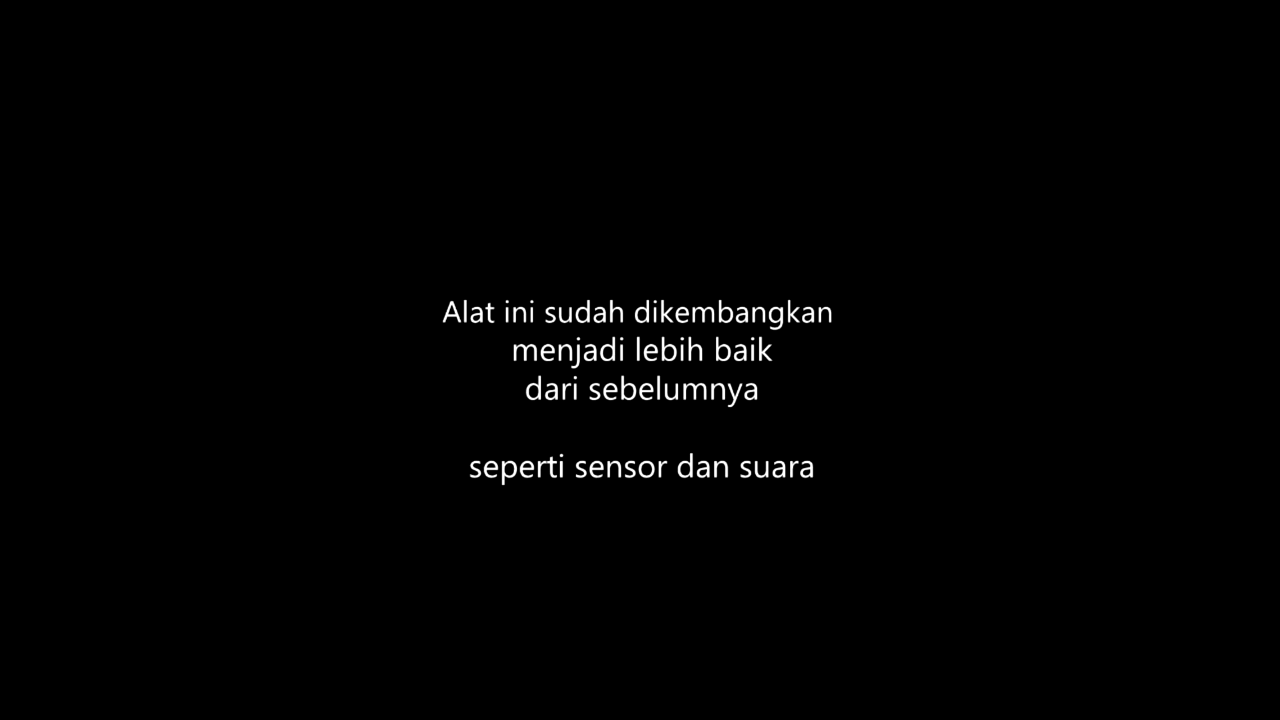 Alat ini sudah dikembangkan
menjadi lebih baik
dari sebelumnya
seperti sensor dan suara